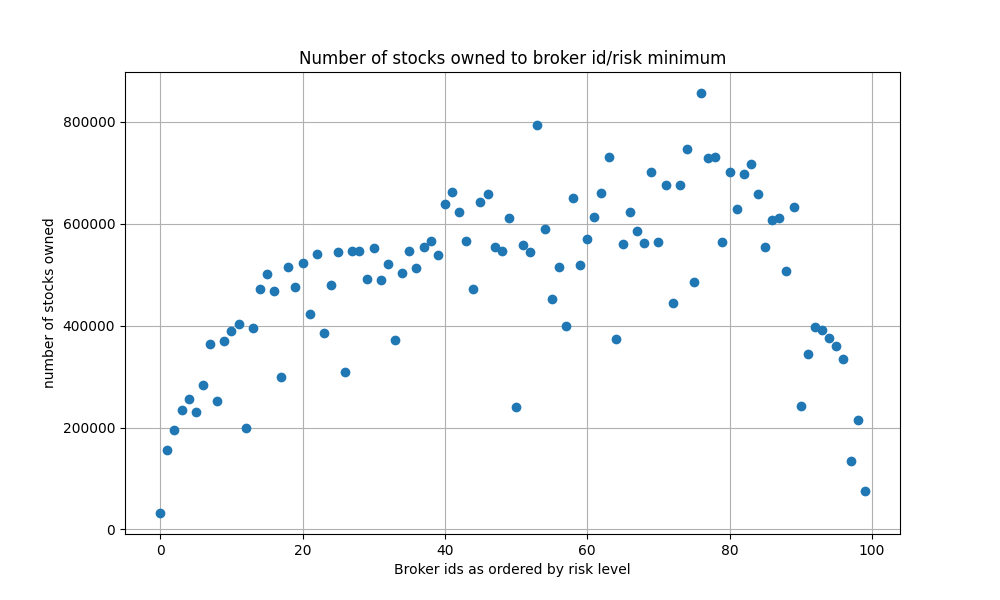 Number of stocks owned to broker id/risk minimum
800000
600000
400000
200000
0
number of stocks owned
0 20 40 60 80 100
Broker ids as ordered by risk level